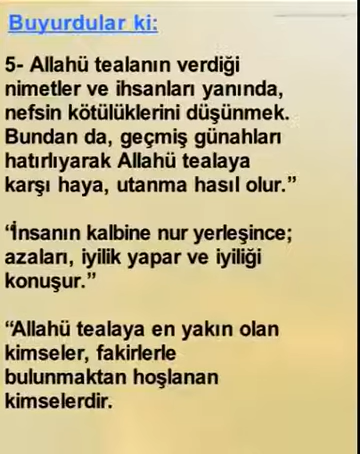 Buyurdular ki:
5- Allahü tealanın verdiği
nimetler ve ihsanları yanında,
nefsin kötülüklerini düşünmek.
Bundan da, geçmiş günahları
hatırlıyarak Allahü tealaya
karşı haya, utanma hasıl olur.”
“İnsanın kalbine nur yerleşince;
azaları, iyilik yapar ve iyiliği
konuşur.”
“Allahü tealaya en yakın olan
kimseler, fakirlerle
bulunmaktan hoşlanan
kimselerdir.